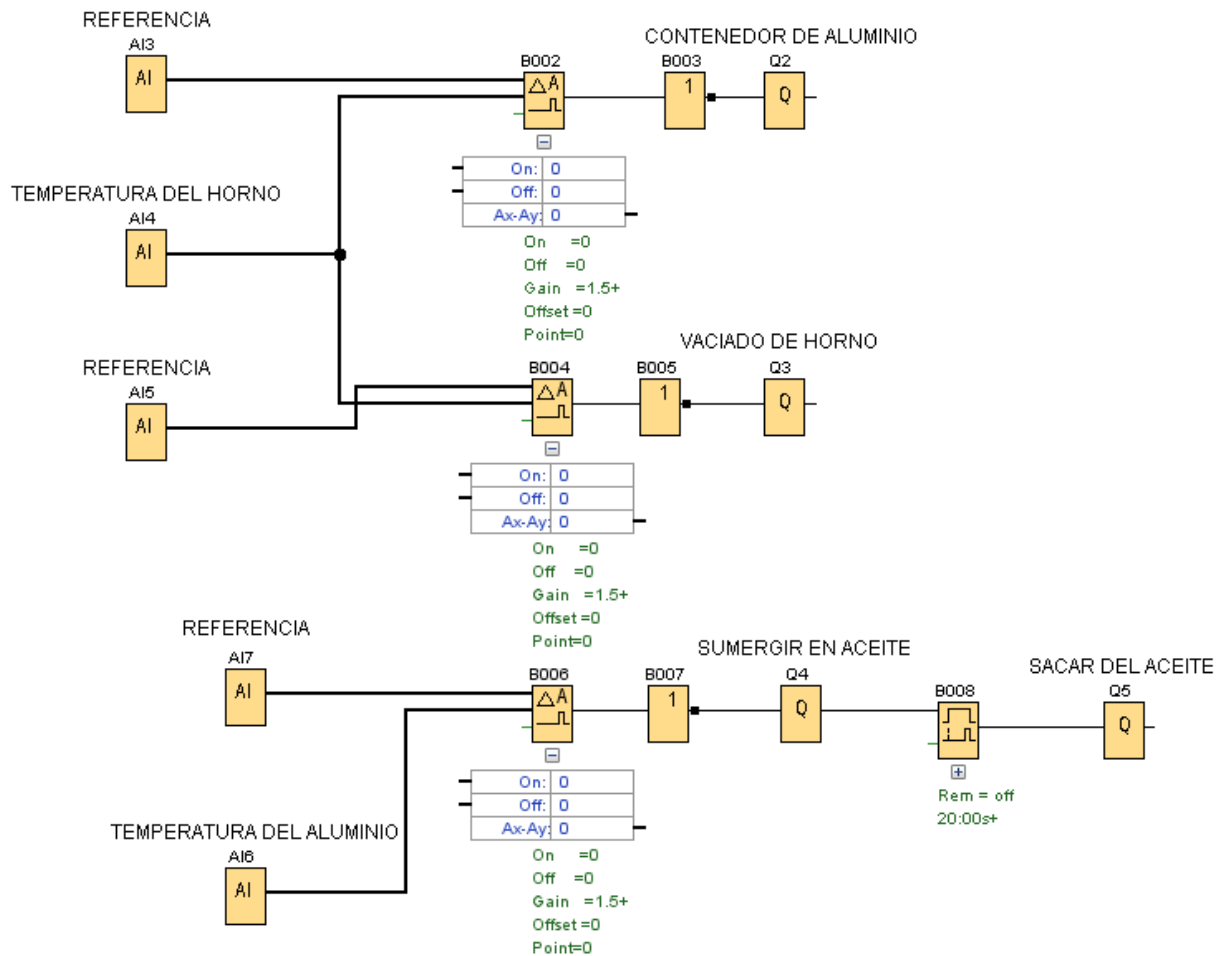 REFERENCIA
AI3
AI
CONTENEDOR DE ALUMINIO
B002
B003
Q2
ΔA
1
Q
On: 0
Off: 0
Ax-Ay: 0
On =0
Off =0
Gain =1.5+
Offset =0
Point=0
TEMPERATURA DEL HORNO
AI4
AI
REFERENCIA
AI5
AI
VACIADO DE HORNO
B004
B005
Q3
ΔA
1
Q
On: 0
Off: 0
Ax-Ay: 0
On =0
Off =0
Gain =1.5+
Offset =0
Point=0
REFERENCIA
AI7
AI
SUMERGIR EN ACEITE
SACAR DEL ACEITE
B006
B007
Q4
B008
Q5
ΔA
1
Q
Q
Rem = off
20:00s+
On: 0
Off: 0
Ax-Ay: 0
On =0
Off =0
Gain =1.5+
Offset =0
Point=0
TEMPERATURA DEL ALUMINIO
AI6
AI